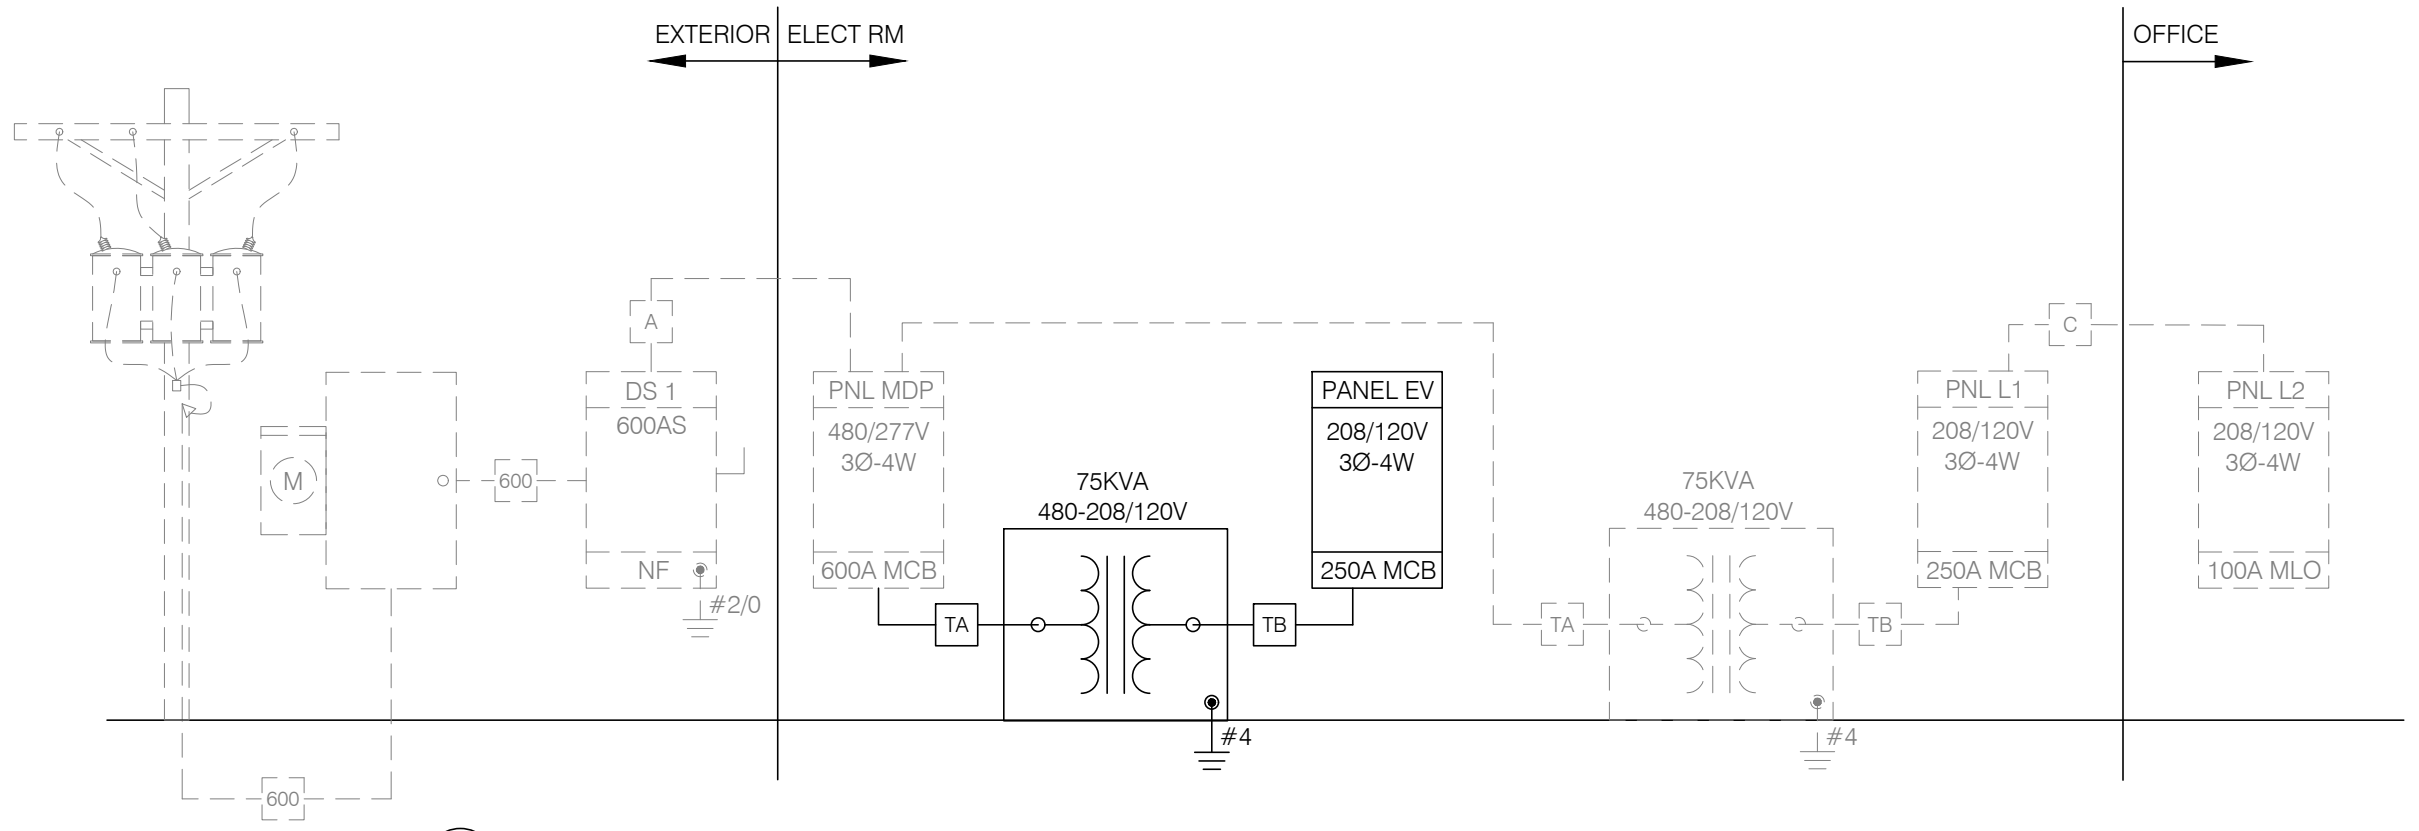 EXTERIOR
ELECT RM
OFFICE
A
C
DS 1
600AS
NF
#2/0
M
600
600
PNL MDP
480/277V
3Ø-4W
600A MCB
TA
75KVA
480-208/120V
#4
TB
PANEL EV
208/120V
3Ø-4W
250A MCB
TA
75KVA
480-208/120V
#4
TB
PNL L1
208/120V
3Ø-4W
250A MCB
PNL L2
208/120V
3Ø-4W
100A MLO